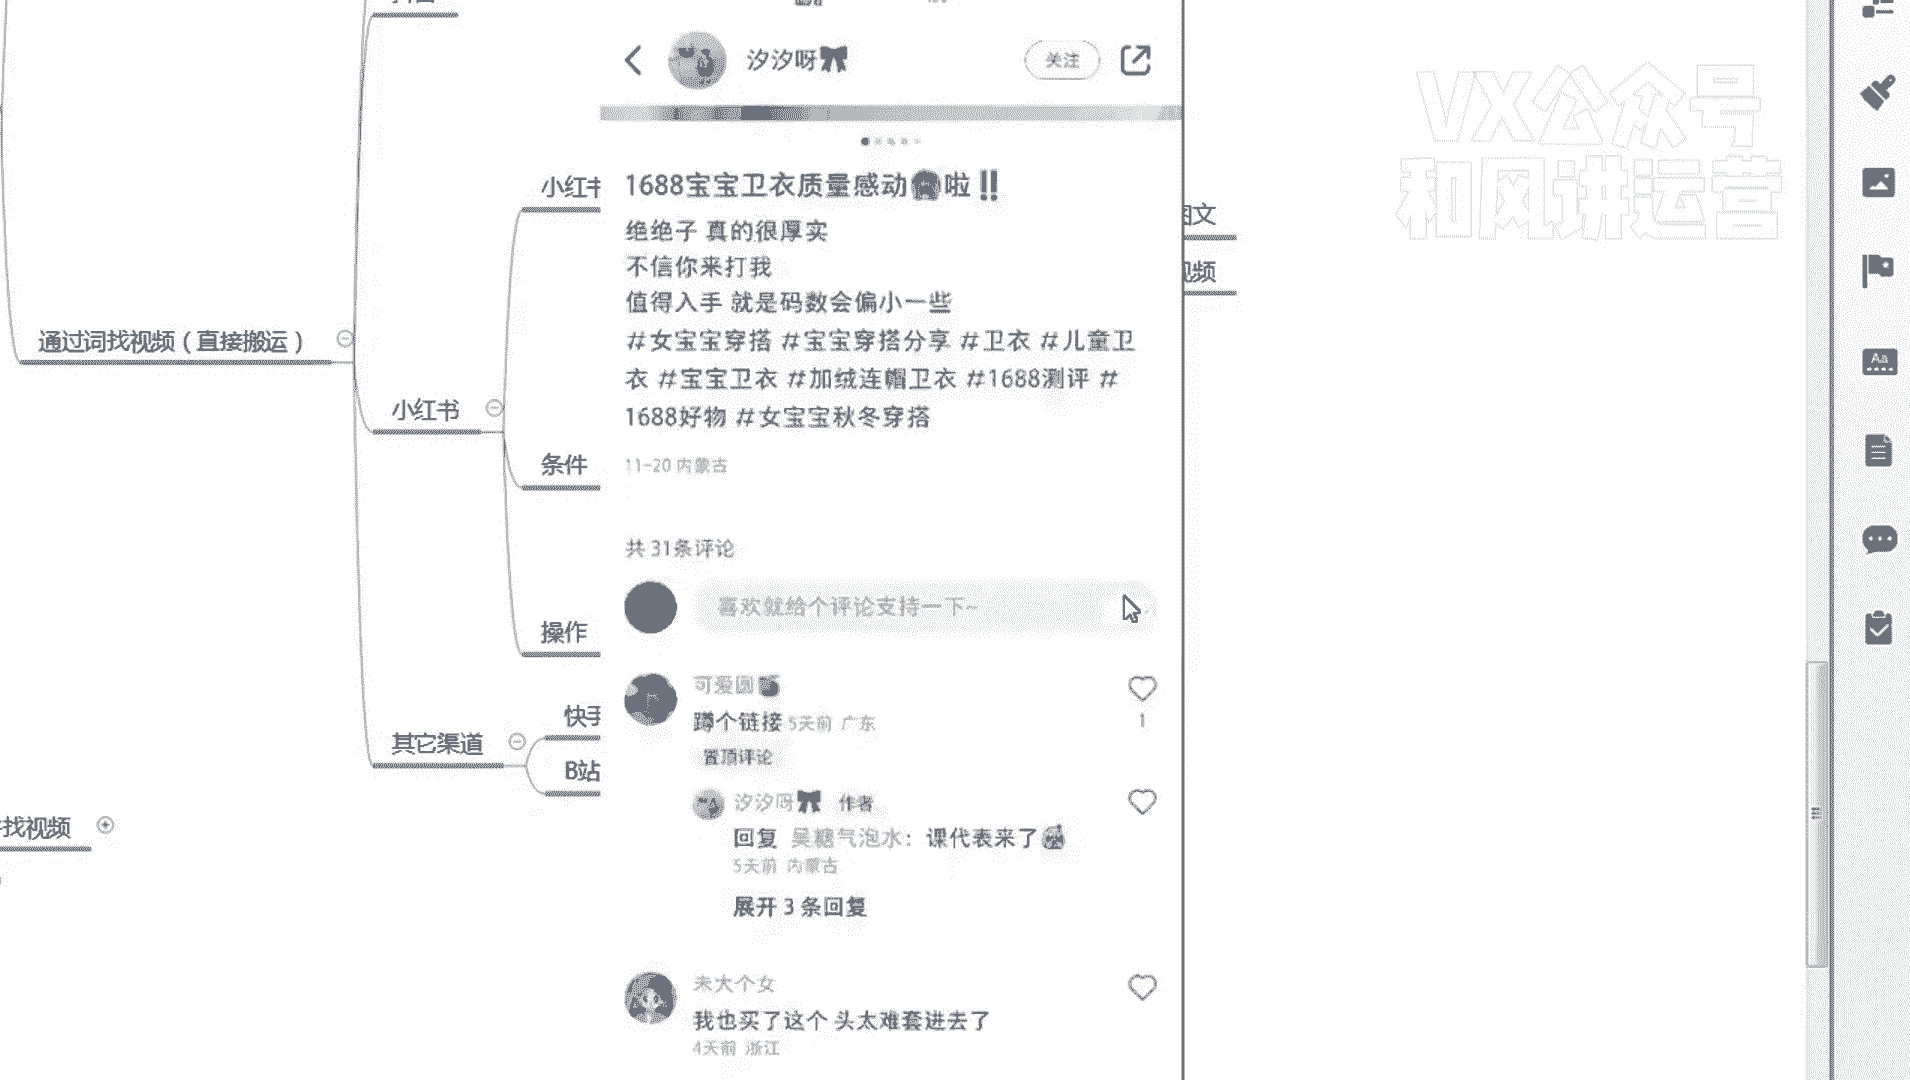 汐汐呀
关注
VX公众号
和风讲运营
1688宝宝卫衣质量感动啦‼
绝绝子 真的很厚实
不信你来打我
值得入手 就是码数会偏小一些
#女宝宝穿搭 #宝宝穿搭分享 #卫衣 #儿童卫
衣 #宝宝卫衣 #加绒连帽卫衣 #1688测评 #
1688好物 #女宝宝秋冬穿搭
11-20 内蒙古
共 31条评论
喜欢就给个评论支持一下~
可爱圆
蹲个链接 5天前 广东
置顶评论
汐汐呀 作者
回复 吴糖气泡水：课代表来了
5天前 内蒙古
展开 3 条回复
未大个女
我也买了这个 头太难套进去了
4天前 浙江
通过词找视频（直接搬运）
小红书
小红书
条件
操作
其它渠道
快手
B站
找视频
图文
视频
Aa